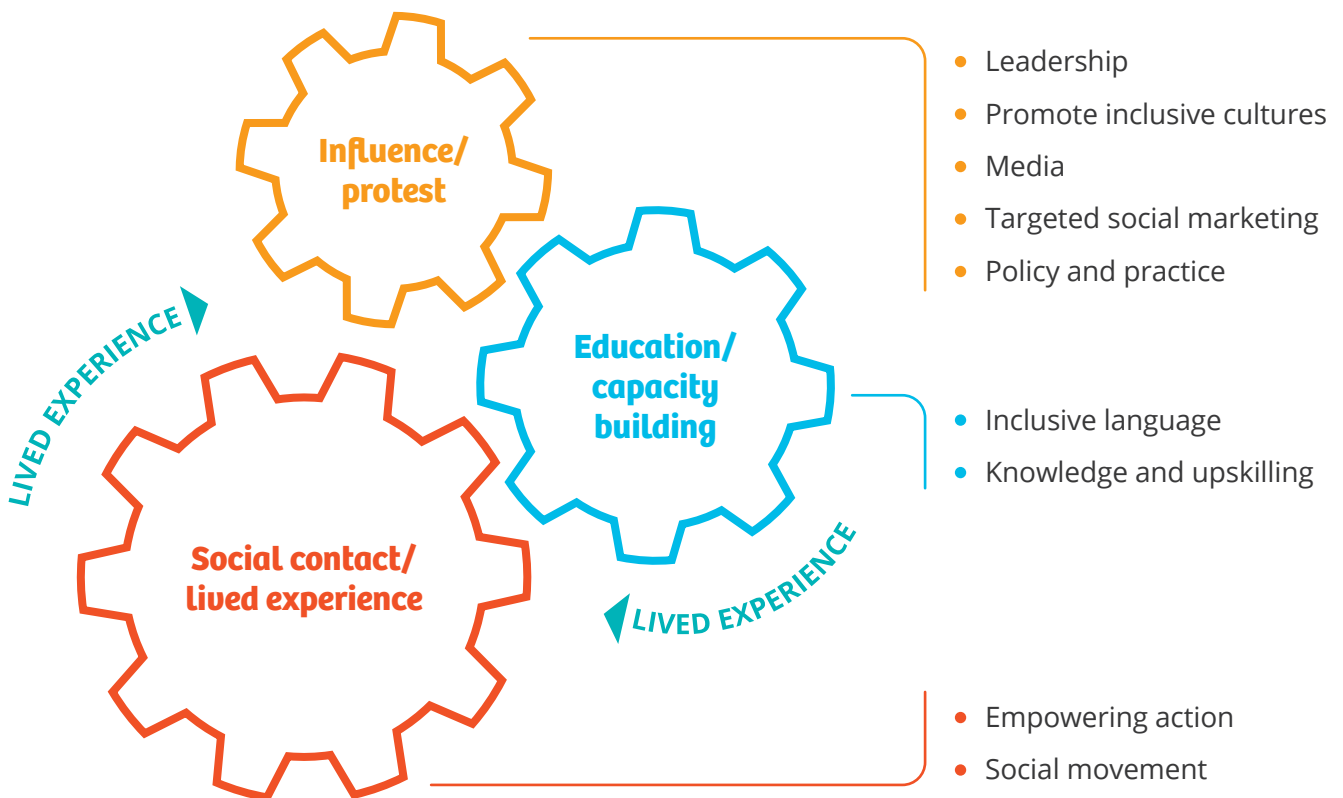 Influence/
protest
Leadership
Promote inclusive cultures
Media
Targeted social marketing
Policy and practice
LIVED EXPERIENCE
Education/
capacity
building
Inclusive language
Knowledge and upskilling
LIVED EXPERIENCE
Social contact/
lived experience
Empowering action
Social movement